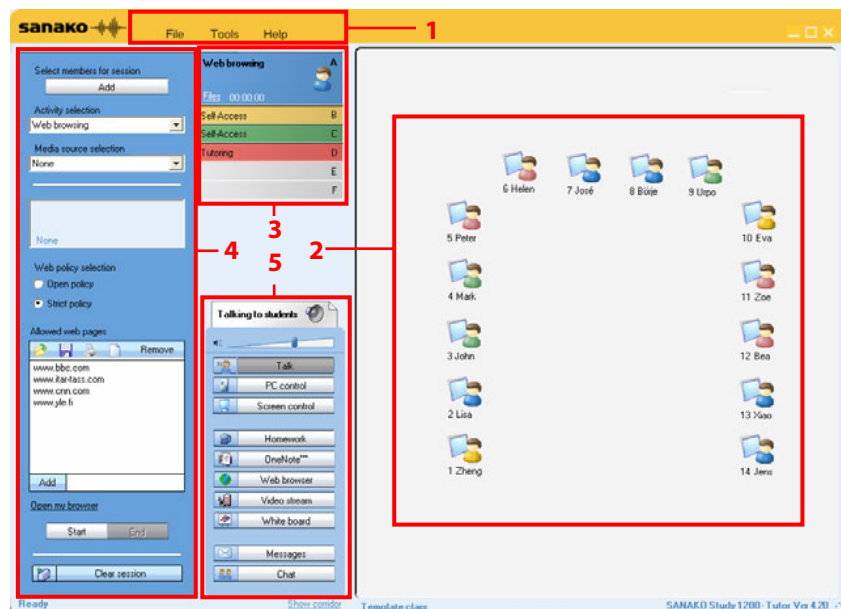 sanako
File Tools Help
1
Select members for session
Add
Activity selection
Web browsing
Media source selection
None
None
Web policy selection
Open policy
Strict policy
Allowed web pages
Remove
www.bbc.com
www.itar-tass.com
www.cnn.com
www.yle.fi
Add
Open my browser
Start End
Clear session
4
Web browsing A
Files 00:00:00
Self-Access B
Self-Access C
Tutoring D
E
F
3
5
Talking to students
Talk
PC control
Screen control
Homework
OneNote™
Web browser
Video stream
White board
Messages
Chat
2
6 Helen 7 José 8 Börje 9 Urpo
5 Peter 10 Eva
4 Mark 11 Zoe
3 John 12 Bea
2 Lisa 13 Xiao
1 Zheng 14 Jens
Ready Show corridor Template class SANAKO Study 1200 - Tutor Ver 4.20